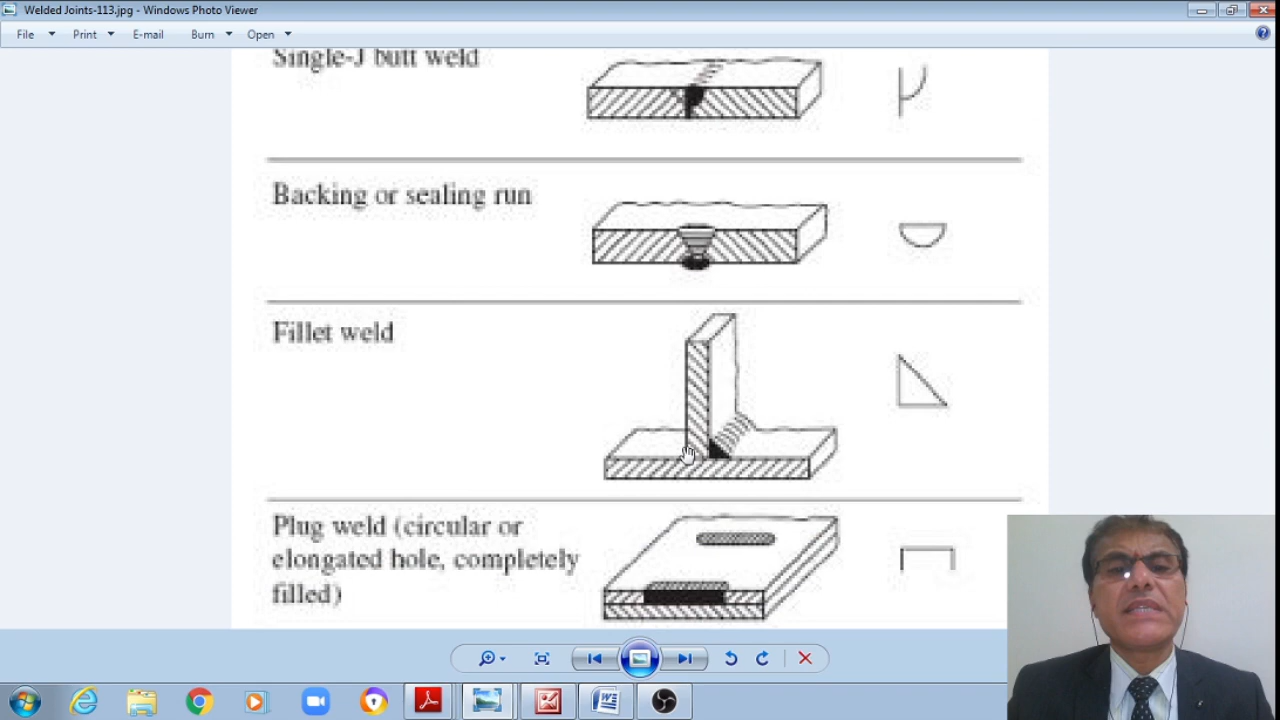 Welded Joints-113.jpg - Windows Photo Viewer
File Print E-mail Burn Open
Single-J butt weld
Backing or sealing run
Fillet weld
Plug weld (circular or
elongated hole, completely
filled)